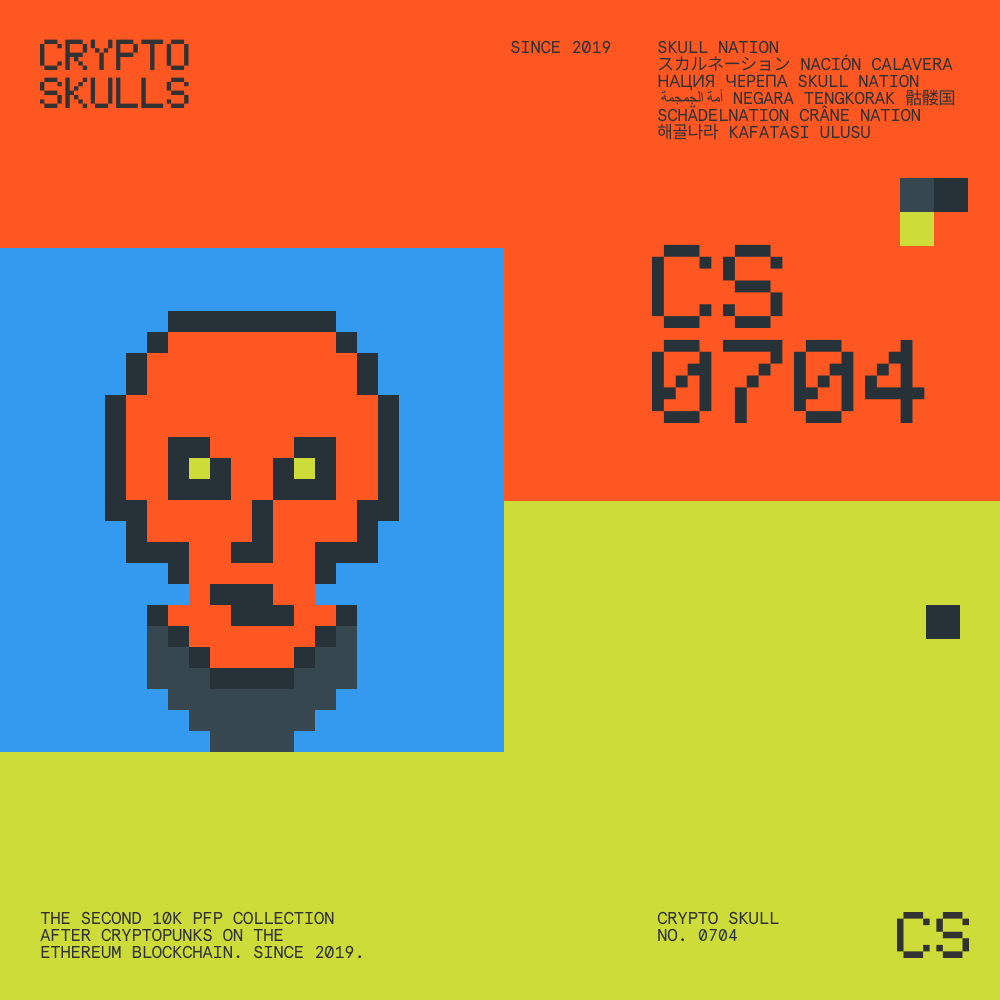 CRYPTO
SKULLS
SINCE 2019
SKULL NATION
スカルネーション NACIÓN CALAVERA
НАЦИЯ ЧЕРЕПА SKULL NATION
أمة الجمجمة NEGARA TENGKORAK 骷髅国
SCHÄDELNATION CRÂNE NATION
해골나라 KAFATASI ULUSU
CS
0704
THE SECOND 10K PFP COLLECTION
AFTER CRYPTOPUNKS ON THE
ETHEREUM BLOCKCHAIN. SINCE 2019.
CRYPTO SKULL
NO. 0704
CS